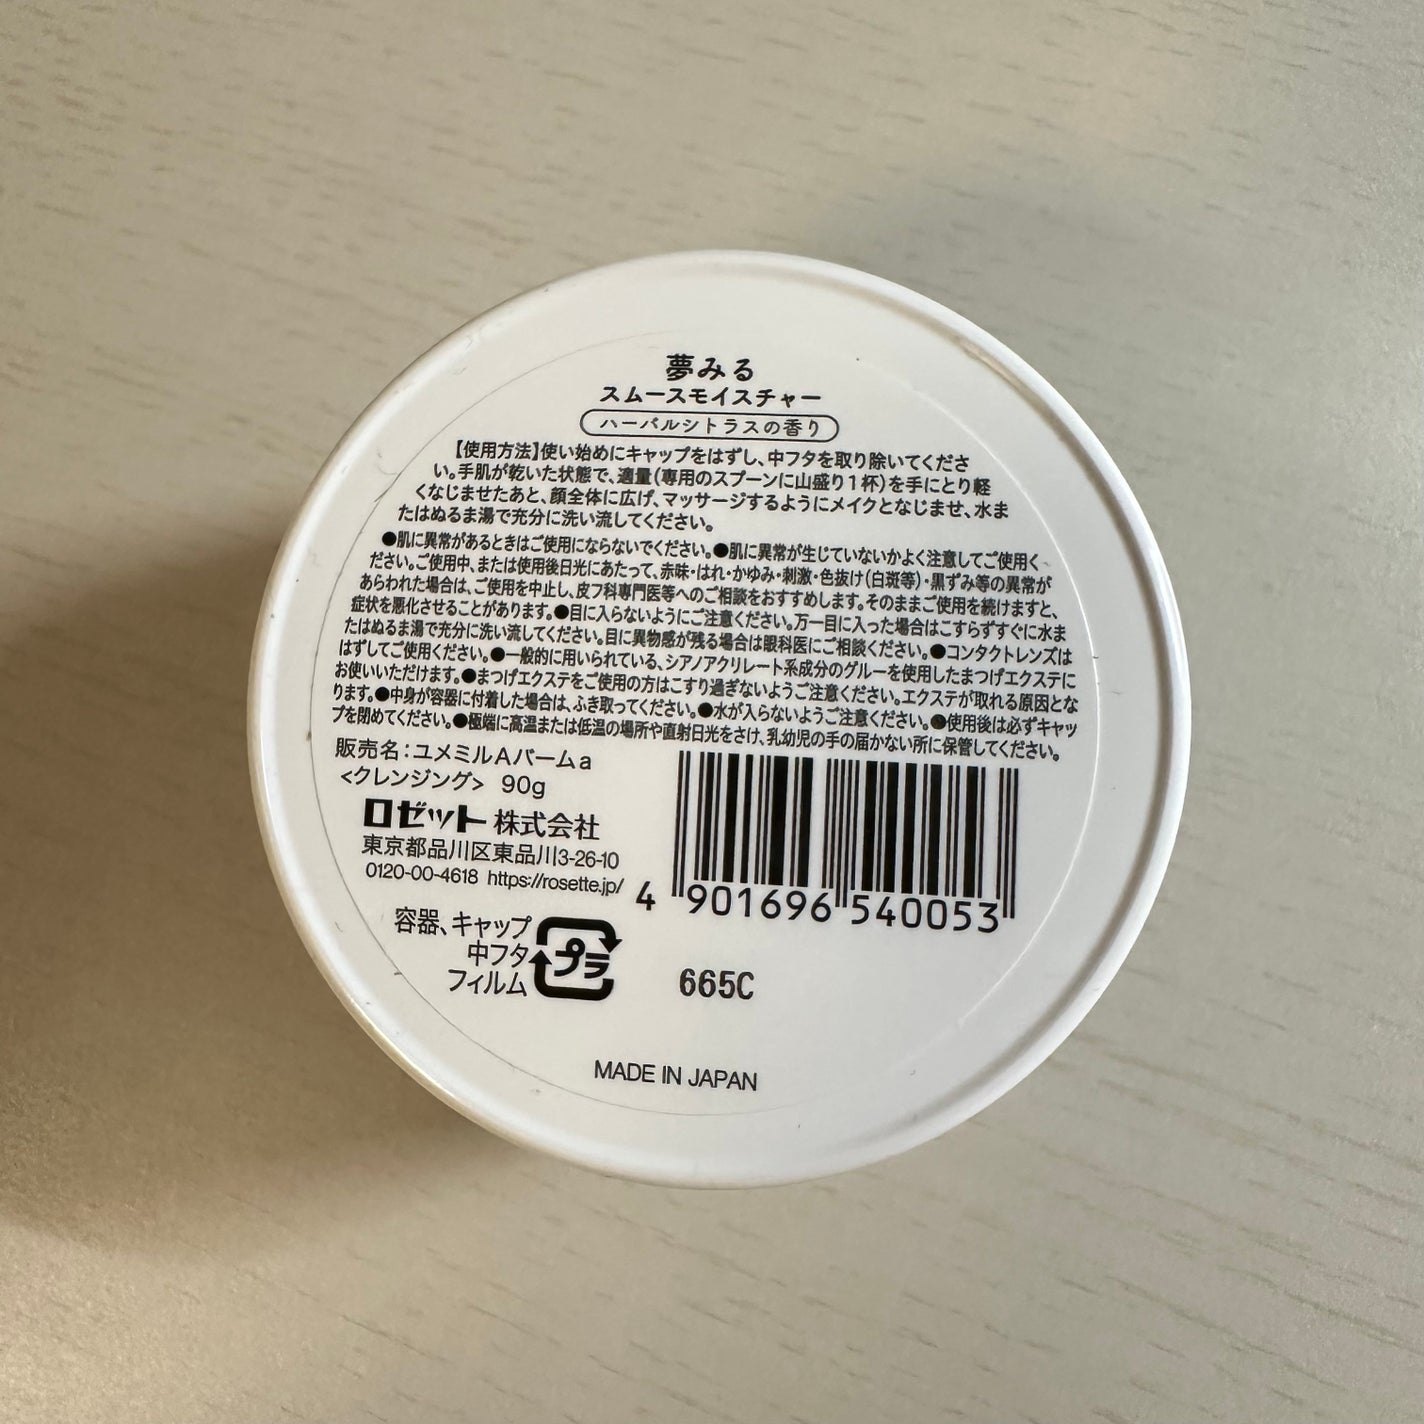 夢みる
スムースモイスチャー
ハーバルシトラスの香り
【使用方法】使い始めにキャップをはずし、中フタを取り除いてくださ
い。手肌が乾いた状態で、適量(専用のスプーンに山盛り1杯)を手にとり軽
くなじませたあと、顔全体に広げ、マッサージするようにメイクとなじませ、水ま
たはぬるま湯で充分に洗い流してください。
●肌に異常があるときはご使用にならないでください。●肌に異常が生じていないかよく注意してご使用く
ださい。ご使用中、または使用後日光にあたって、赤味・はれ・かゆみ・刺激・色抜け(白斑等)・黒ずみ等の異常が
あらわれた場合は、ご使用を中止し、皮フ科専門医等へのご相談をおすすめします。そのままご使用を続けますと、
症状を悪化させることがあります。●目に入らないようにご注意ください。万一目に入った場合はこすらずすぐに水ま
たはぬるま湯で充分に洗い流してください。目に異物感が残る場合は眼科医にご相談ください。●コンタクトレンズは
はずしてご使用ください。●一般的に用いられている、シアノアクリレート系成分のグルーを使用したまつげエクステに
お使いいただけます。●まつげエクステをご使用の方はこすり過ぎないようご注意ください。エクステが取れる原因とな
ります。●中身が容器に付着した場合は、ふき取ってください。●水が入らないようご注意ください。●使用後は必ずキャッ
プを閉めてください。●極端に高温または低温の場所や直射日光をさけ、乳幼児の手の届かない所に保管してください。
販売名:ユメミルAバームa
<クレンジング> 90g
ロゼット株式会社
東京都品川区東品川3-26-10
0120-00-4618 https://rosette.jp/
4 901696 540053
容器、キャップ
中フタ
フィルム
プラ
665C
MADE IN JAPAN